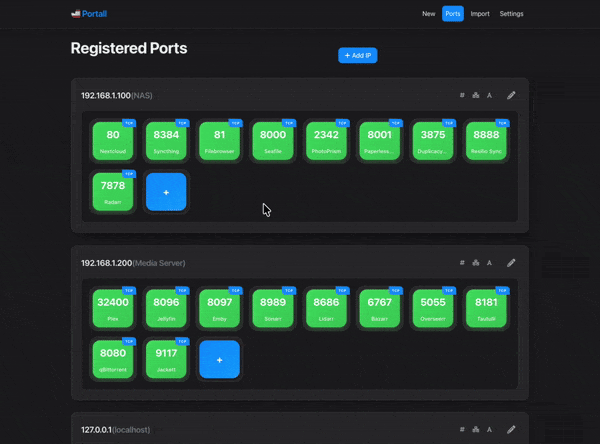 Portall
New Ports Import Settings
Registered Ports
+ Add IP
192.168.1.100(NAS)
# A
TCP TCP TCP TCP TCP TCP TCP TCP
80 8384 81 8000 2342 8001 3875 8888
Nextcloud Syncthing Filebrowser Seafile PhotoPrism Paperless... Duplicacy... Resilio Sync
TCP
7878 +
Radarr
192.168.1.200(Media Server)
# A
TCP TCP TCP TCP TCP TCP TCP TCP
32400 8096 8097 8989 8686 6767 5055 8181
Plex Jellyfin Emby Sonarr Lidarr Bazarr Overseerr Tautulli
TCP TCP
8080 9117 +
qBittorrent Jackett
127.0.0.1(localhost)
# A